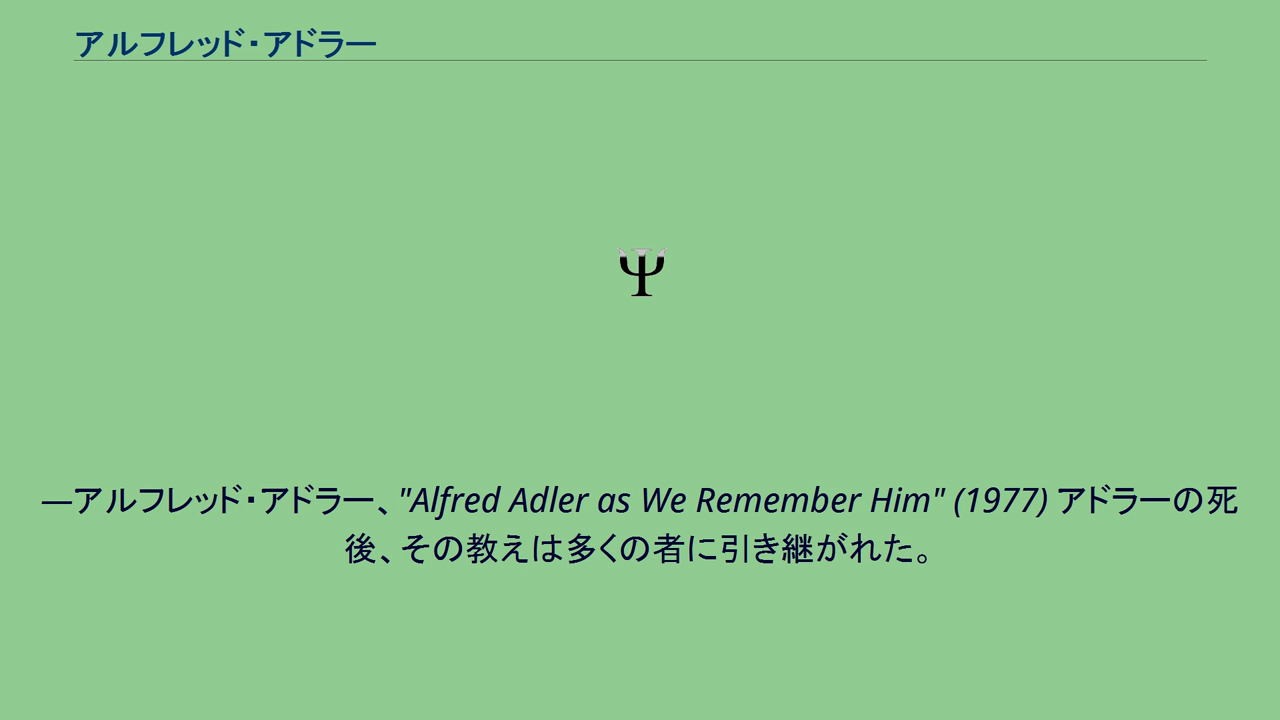 アルフレッド・アドラー
Ψ
—アルフレッド・アドラー、"Alfred Adler as We Remember Him" (1977) アドラーの死
後、その教えは多くの者に引き継がれた。